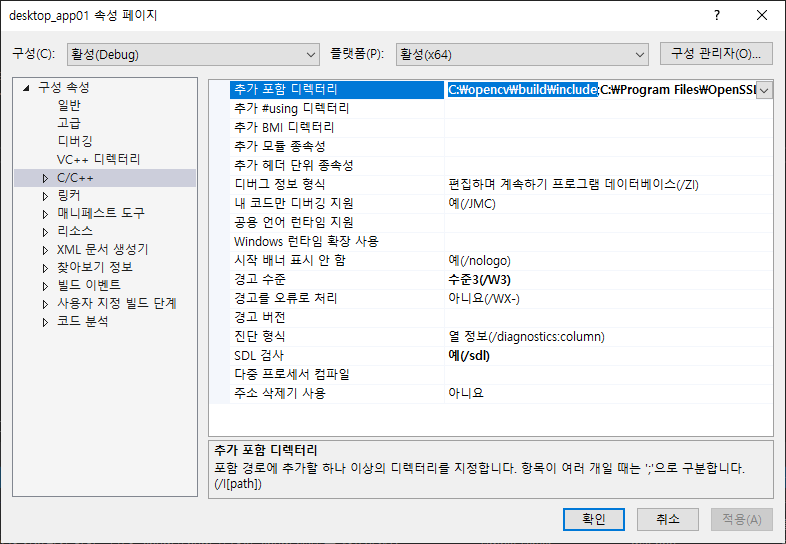 desktop_app01 속성 페이지
구성(C): 활성(Debug) 플랫폼(P): 활성(x64) 구성 관리자(O)...
구성 속성
일반
고급
디버깅
VC++ 디렉터리
C/C++
링커
매니페스트 도구
리소스
XML 문서 생성기
찾아보기 정보
빌드 이벤트
사용자 지정 빌드 단계
코드 분석
추가 포함 디렉터리 C:₩opencv₩build₩include;C:₩Program Files₩OpenSSl
추가 #using 디렉터리
추가 BMI 디렉터리
추가 모듈 종속성
추가 헤더 단위 종속성
디버그 정보 형식 편집하며 계속하기 프로그램 데이터베이스(/ZI)
내 코드만 디버깅 지원 예(/JMC)
공용 언어 런타임 지원
Windows 런타임 확장 사용
시작 배너 표시 안 함 예(/nologo)
경고 수준 수준3(/W3)
경고를 오류로 처리 아니요(/WX-)
경고 버전
진단 형식 열 정보(/diagnostics:column)
SDL 검사 예(/sdl)
다중 프로세서 컴파일
주소 삭제기 사용 아니요
추가 포함 디렉터리
포함 경로에 추가할 하나 이상의 디렉터리를 지정합니다. 항목이 여러 개일 때는 ';'으로 구분합니다.
(/I[path])
확인 취소 적용(A)